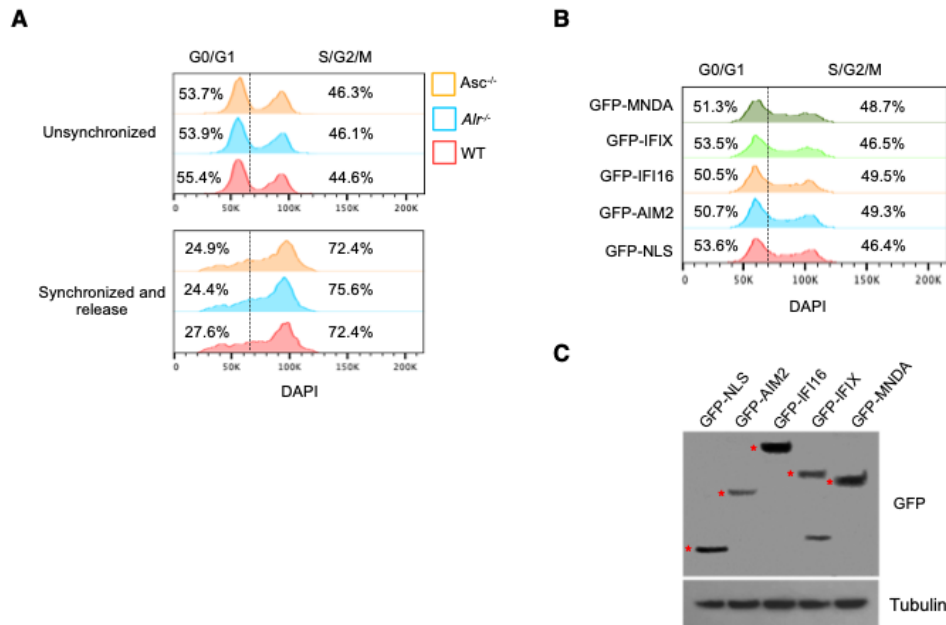 A
G0/G1 S/G2/M
53.7% 46.3%
Unsynchronized 53.9% 46.1%
55.4% 44.6%
0 50K 100K 150K 200K
Asc-/-
Alr-/-
WT
24.9% 72.4%
Synchronized and release 24.4% 75.6%
27.6% 72.4%
0 50K 100K 150K 200K
DAPI
B
G0/G1 S/G2/M
GFP-MNDA 51.3% 48.7%
GFP-IFIX 53.5% 46.5%
GFP-IFI16 50.5% 49.5%
GFP-AIM2 50.7% 49.3%
GFP-NLS 53.6% 46.4%
0 50K 100K 150K 200K
DAPI
C
GFP-NLS GFP-AIM2 GFP-IFI16 GFP-IFIX GFP-MNDA
* * * * *
GFP
Tubulin